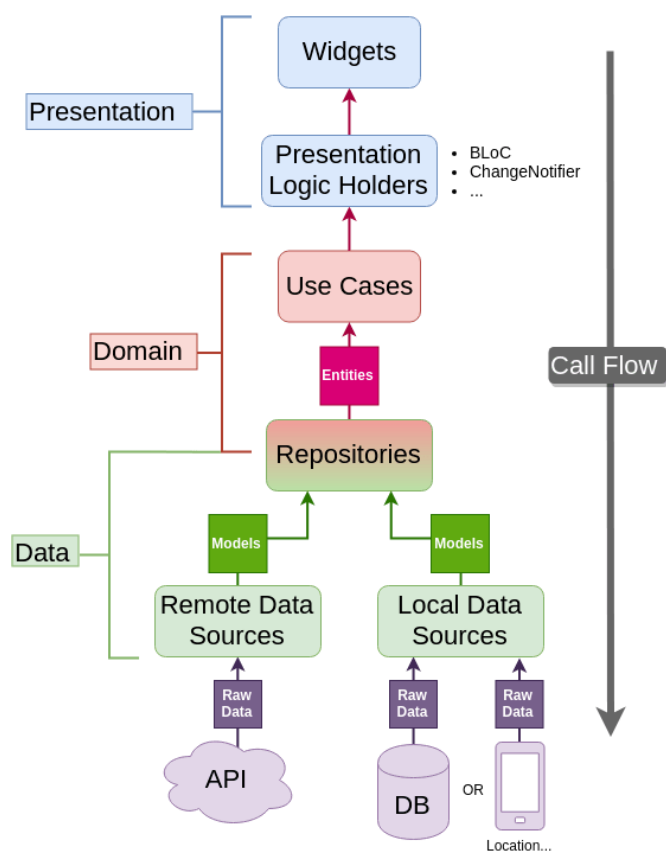 Widgets
Presentation
Presentation
Logic Holders
• BLoC
• ChangeNotifier
• ...
Use Cases
Domain
Call Flow
Entities
Repositories
Data
Models
Models
Remote Data
Sources
Local Data
Sources
Raw
Data
Raw
Data
Raw
Data
API
DB
OR
Location...